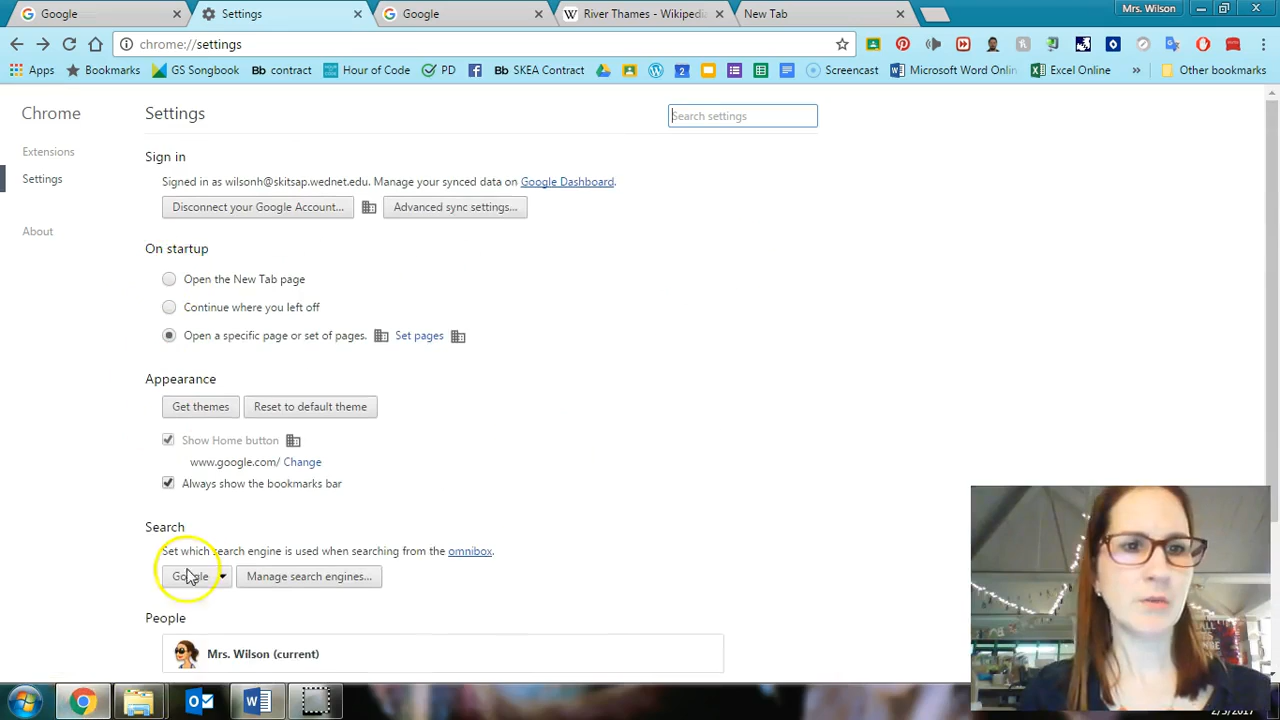 Google
Settings
Google
River Thames - Wikipedia
New Tab
Mrs. Wilson
chrome://settings
Apps
Bookmarks
GS Songbook
Bb contract
Hour of Code
PD
Bb SKEA Contract
2
Screencast
Microsoft Word Onlin
Excel Online
»
Other bookmarks
Chrome
Extensions
Settings
About
Settings
Search settings
Sign in
Signed in as wilsonh@skitsap.wednet.edu. Manage your synced data on Google Dashboard.
Disconnect your Google Account...
Advanced sync settings...
On startup
Open the New Tab page
Continue where you left off
Open a specific page or set of pages. Set pages
Appearance
Get themes
Reset to default theme
Show Home button
www.google.com/ Change
Always show the bookmarks bar
Search
Set which search engine is used when searching from the omnibox.
Google
Manage search engines...
People
Mrs. Wilson (current)